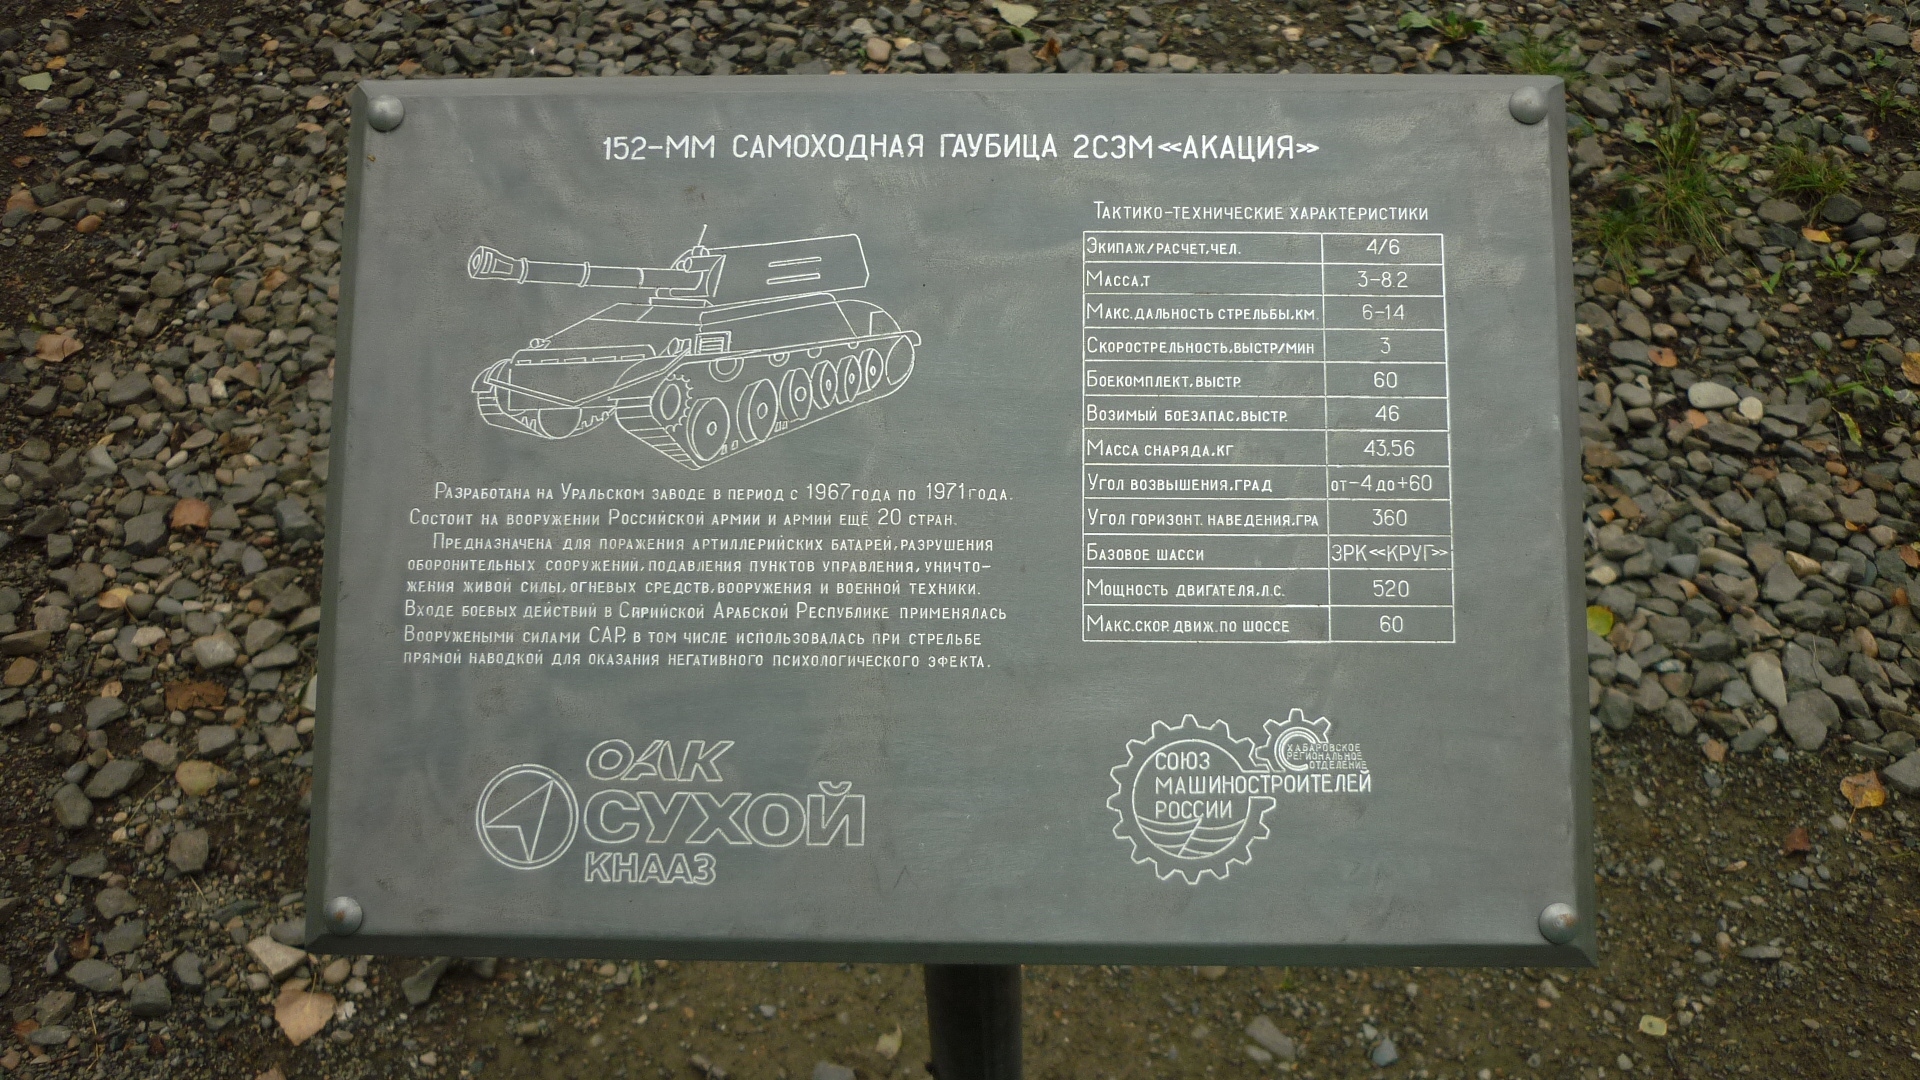 152-ММ САМОХОДНАЯ ГАУБИЦА 2С3М «АКАЦИЯ»
Разработана на Уральском заводе в период с 1967года по 1971года.
Состоит на вооружении Российской армии и армий ещё 20 стран.
Предназначена для поражения артиллерийских батарей, разрушения
оборонительных сооружений, подавления пунктов управления, уничто-
жения живой силы, огневых средств, вооружения и военной техники.
Входе боевых действий в Сирийской Арабской Республике применялась
Вооружеными силами САР, в том числе использовалась при стрельбе
прямой наводкой для оказания негативного психологического эфекта.
Тактико-технические характеристики
Экипаж/расчет, чел. 4/6
Масса, т 3-8.2
Макс. дальность стрельбы, км. 6-14
Скорострельность, выстр/мин 3
Боекомплект, выстр. 60
Возимый боезапас, выстр. 46
Масса снаряда, кг 43,56
Угол возвышения, град от -4 до +60
Угол горизонт. наведения, гра 360
Базовое шасси ЗРК «КРУГ»
Мощность двигателя, л.с. 520
Макс. скор. движ. по шоссе 60
ОАК
СУХОЙ
КНААЗ
СОЮЗ
МАШИНОСТРОИТЕЛЕЙ
РОССИИ
ХАБАРОВСКОЕ
РЕГИОНАЛЬНОЕ
ОТДЕЛЕНИЕ